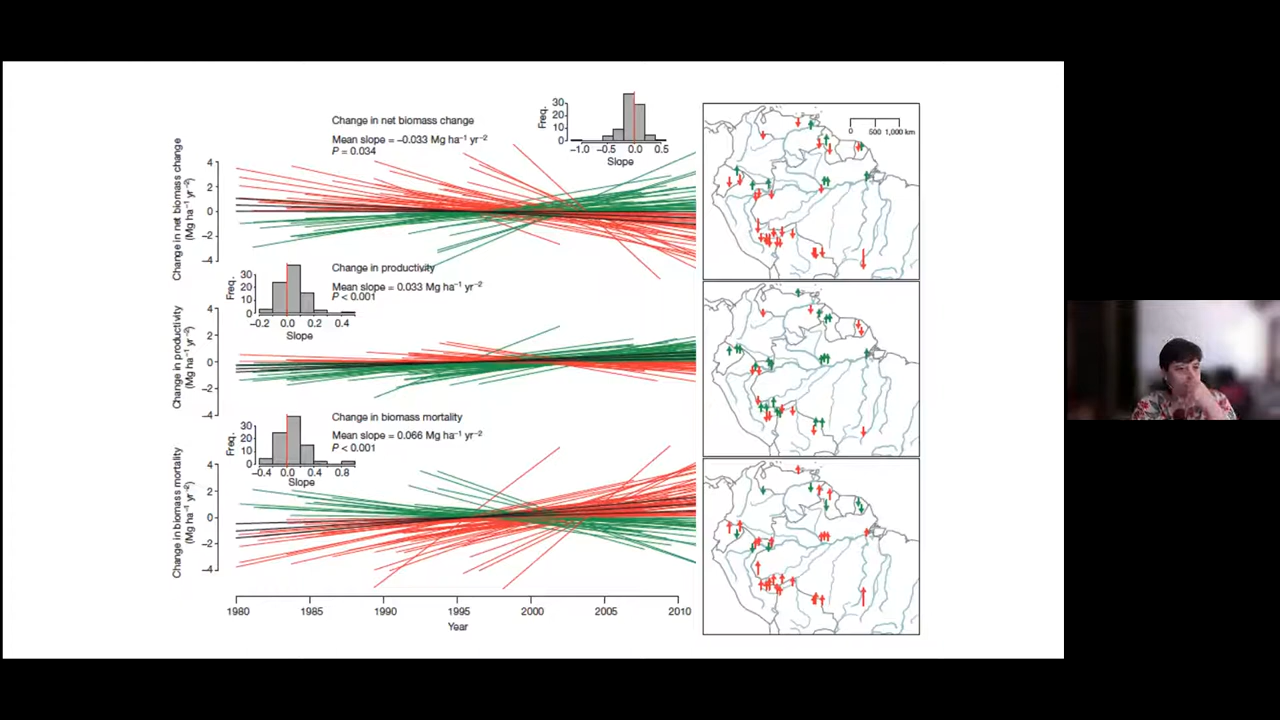 Change in net biomass change
Mean slope = −0.033 Mg ha⁻¹ yr⁻²
P = 0.034
Change in net biomass change
(Mg ha⁻¹ yr⁻²)
4
2
0
−2
−4
Freq.
30
20
10
0
−1.0 −0.5 0.0 0.5
Slope
0 500 1,000 km
Change in productivity
Mean slope = 0.033 Mg ha⁻¹ yr⁻²
P < 0.001
Freq.
30
20
10
0
−0.2 0.0 0.2 0.4
Slope
Change in productivity
(Mg ha⁻¹ yr⁻²)
4
2
0
−2
−4
Change in biomass mortality
Mean slope = 0.066 Mg ha⁻¹ yr⁻²
P < 0.001
Freq.
30
20
10
0
−0.4 0.0 0.4 0.8
Slope
Change in biomass mortality
(Mg ha⁻¹ yr⁻²)
4
2
0
−2
−4
1980 1985 1990 1995 2000 2005 2010
Year